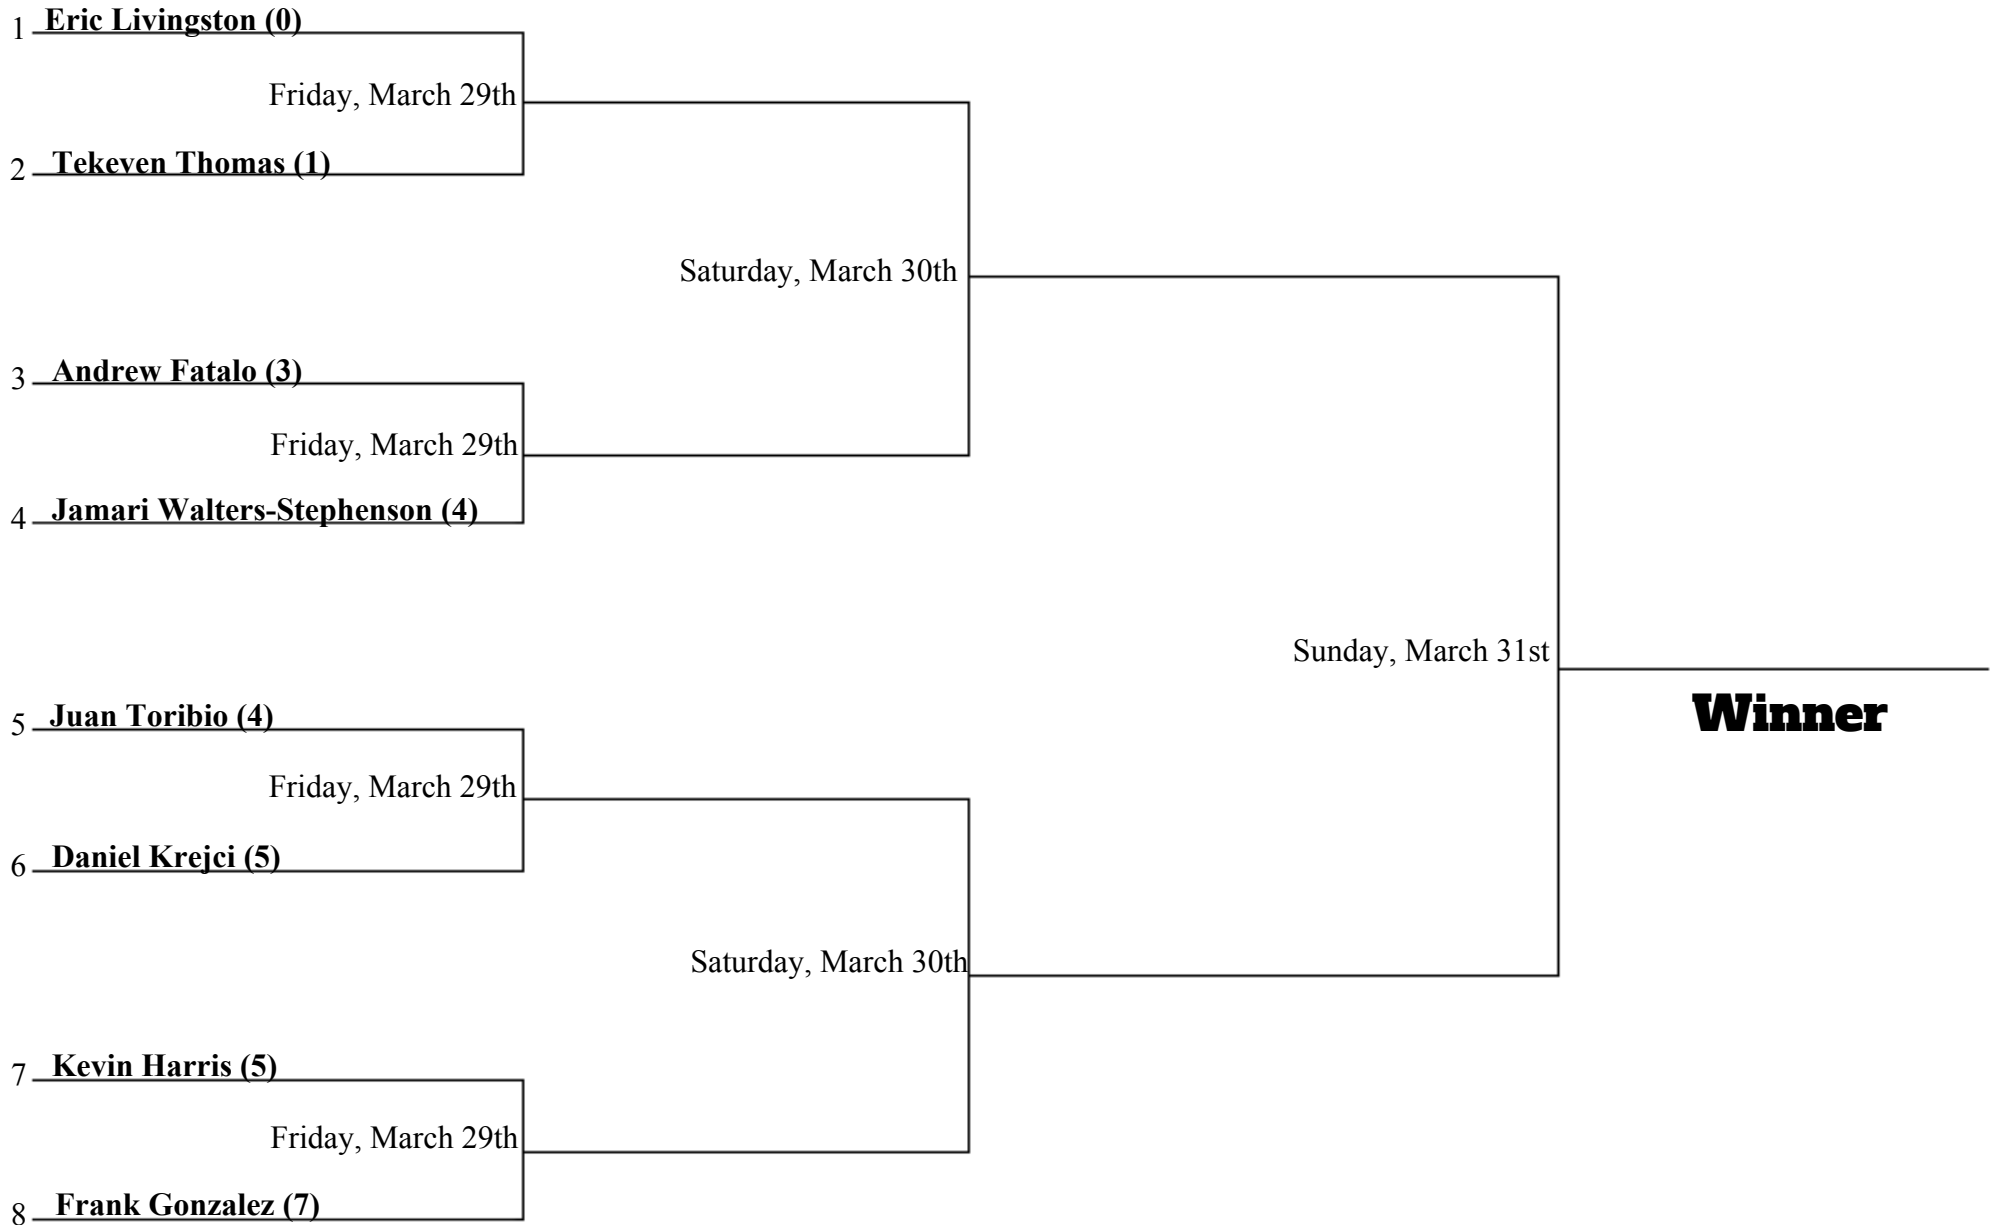 1 Eric Livingston (0)
Friday, March 29th
2 Tekeven Thomas (1)
Saturday, March 30th
3 Andrew Fatalo (3)
Friday, March 29th
4 Jamari Walters-Stephenson (4)
Sunday, March 31st
Winner
5 Juan Toribio (4)
Friday, March 29th
6 Daniel Krejci (5)
Saturday, March 30th
7 Kevin Harris (5)
Friday, March 29th
8 Frank Gonzalez (7)